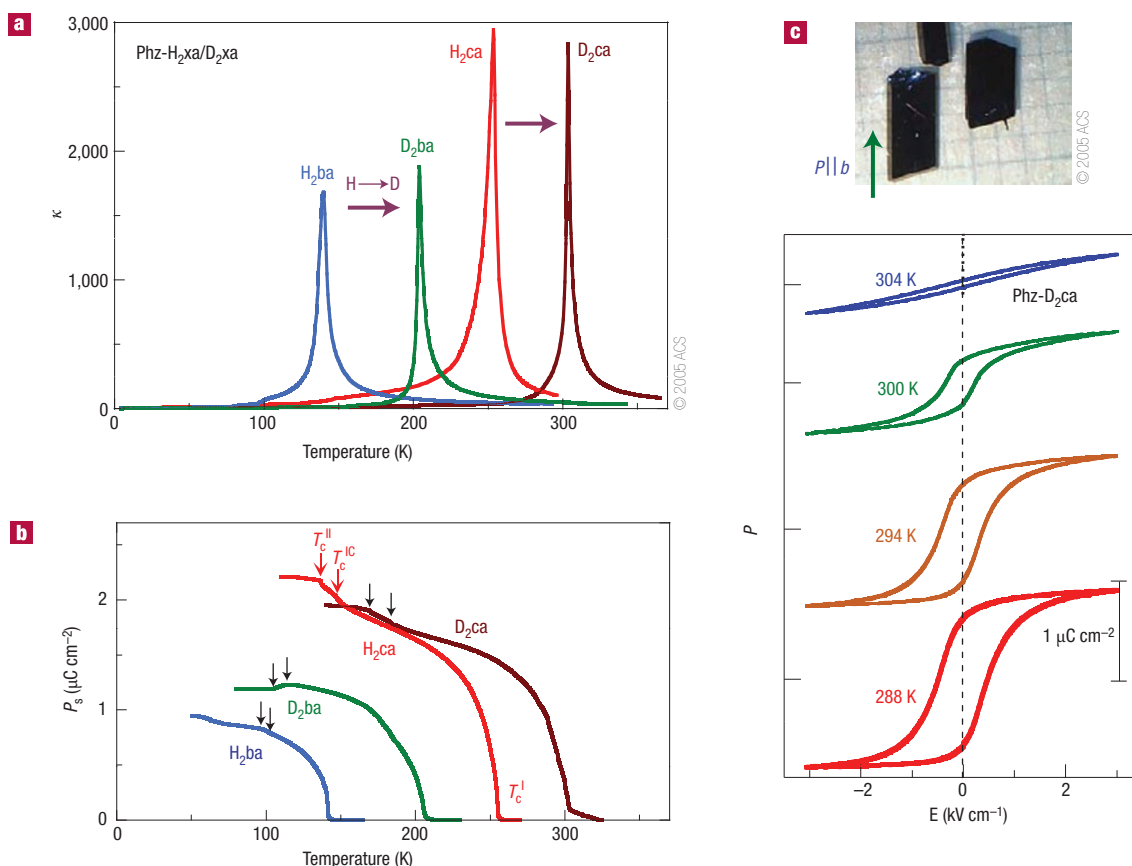 a
3,000
2,000
1,000
0
κ
Phz-H₂xa/D₂xa
H₂ba
H → D
D₂ba
H₂ca
D₂ca
0 100 200 300
Temperature (K)
© 2005 ACS
b
2
1
0
Pₛ (μC cm⁻²)
T_c^II
T_c^IC
H₂ba
D₂ba
H₂ca
D₂ca
T_c^I
0 100 200 300
Temperature (K)
c
P||b
© 2005 ACS
P
304 K
Phz-D₂ca
300 K
294 K
1 μC cm⁻²
288 K
−2 0 2
E (kV cm⁻¹)